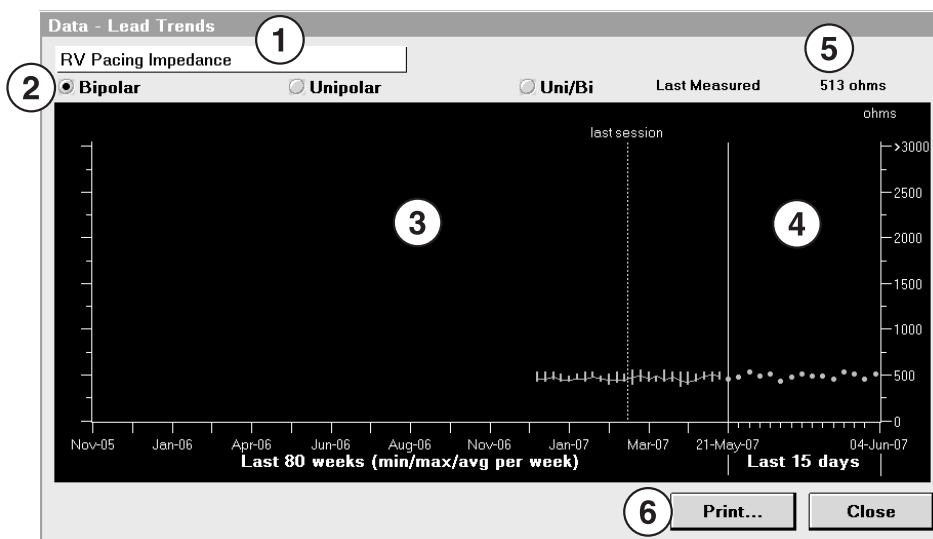 Data - Lead Trends
1
5
RV Pacing Impedance
2
Bipolar Unipolar Uni/Bi Last Measured 513 ohms
ohms
last session
>3000
2500
3
4
2000
1500
1000
500
0
Nov-05 Jan-06 Apr-06 Jun-06 Aug-06 Nov-06 Jan-07 Mar-07 21-May-07 04-Jun-07
Last 80 weeks (min/max/avg per week) Last 15 days
6
Print... Close